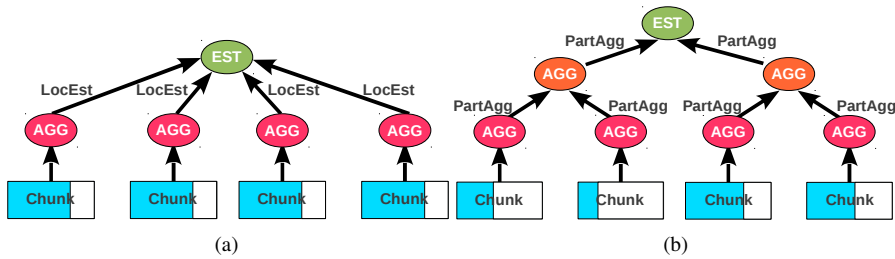 EST
LocEst LocEst LocEst LocEst
AGG AGG AGG AGG
Chunk Chunk Chunk Chunk
(a)
EST
PartAgg PartAgg
AGG AGG
PartAgg PartAgg PartAgg PartAgg
AGG AGG AGG AGG
Chunk Chunk Chunk Chunk
(b)